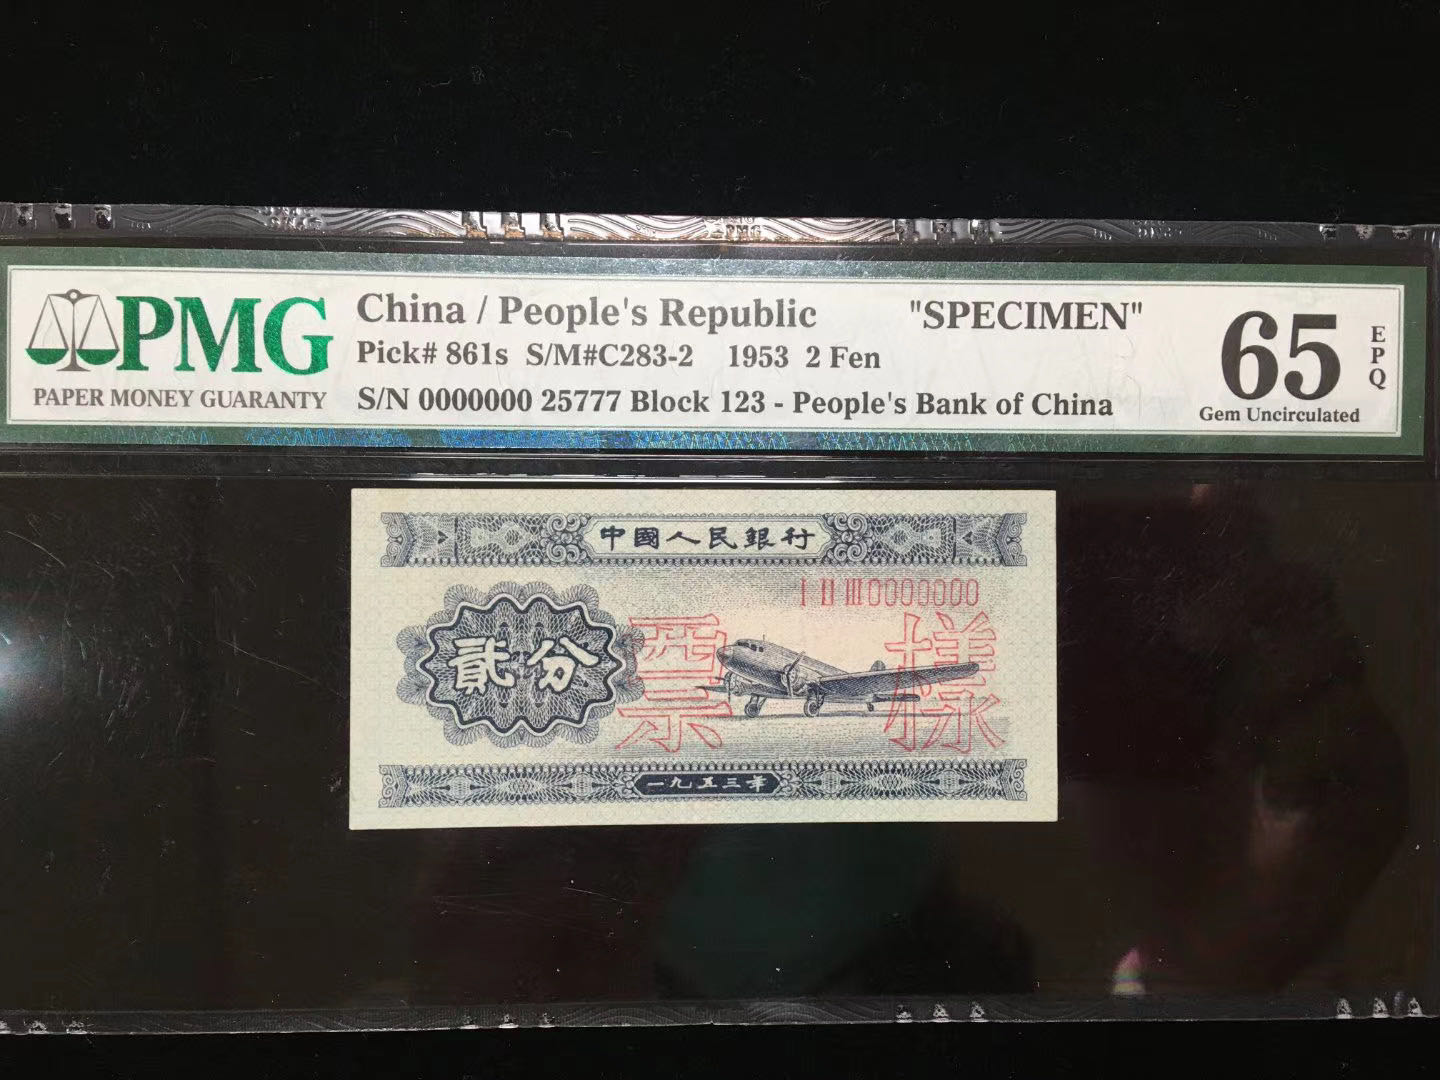 PMG
PAPER MONEY GUARANTY
China / People's Republic "SPECIMEN"
Pick# 861s S/M#C283-2 1953 2 Fen
S/N 0000000 25777 Block 123 - People's Bank of China
65
EPQ
Gem Uncirculated
中國人民銀行
I II III 0000000
貳分
票樣
一九五三年